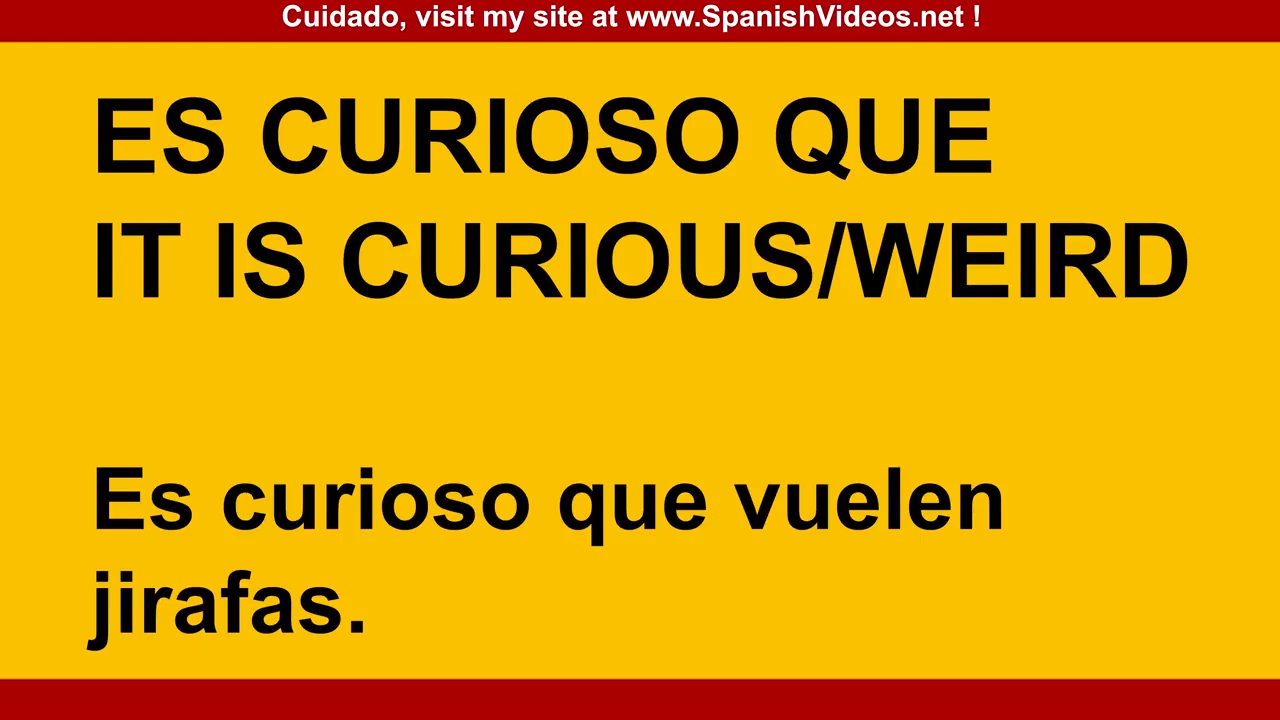 Cuidado, visit my site at www.SpanishVideos.net !
ES CURIOSO QUE
IT IS CURIOUS/WEIRD
Es curioso que vuelen
jirafas.